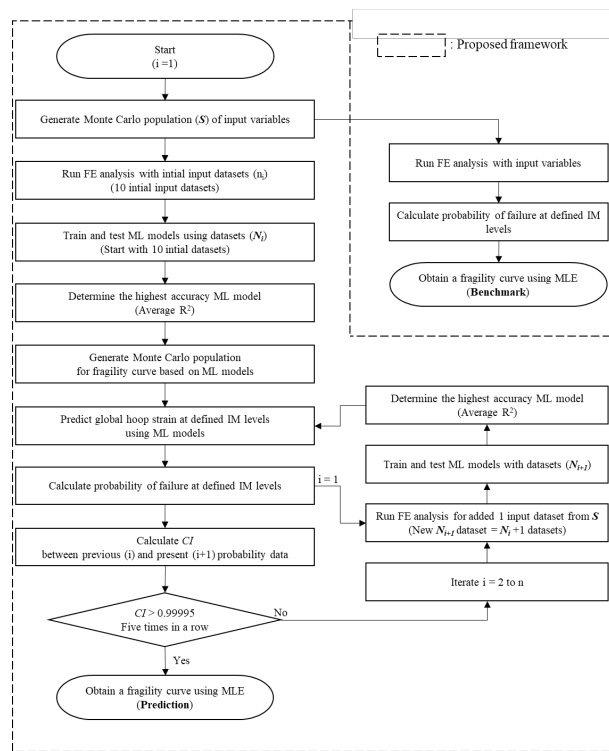 Start
(i =1)
: Proposed framework
Generate Monte Carlo population (S) of input variables
Run FE analysis with intial input datasets (ni)
(10 intial input datasets)
Train and test ML models using datasets (Ni)
(Start with 10 intial datasets)
Determine the highest accuracy ML model
(Average R²)
Generate Monte Carlo population
for fragility curve based on ML models
Predict global hoop strain at defined IM levels
using ML models
Calculate probability of failure at defined IM levels
i = 1
Calculate CI
between previous (i) and present (i+1) probability data
CI > 0.99995
Five times in a row
No
Yes
Obtain a fragility curve using MLE
(Prediction)
Run FE analysis with input variables
Calculate probability of failure at defined IM
levels
Obtain a fragility curve using MLE
(Benchmark)
Determine the highest accuracy ML model
(Average R²)
Train and test ML models with datasets (Ni+1)
Run FE analysis for added 1 input dataset from S
(New Ni+1 dataset = Ni +1 datasets)
Iterate i = 2 to n